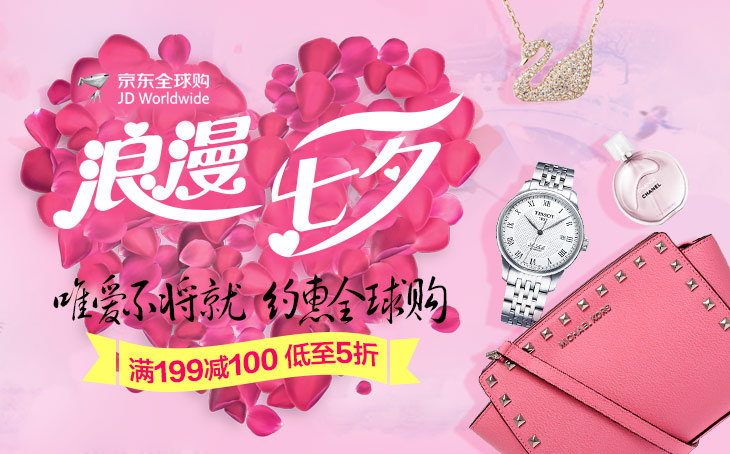 京东全球购
JD Worldwide
浪漫七夕
唯爱不将就 约惠全球购
满199减100 低至5折
TISSOT
1853
CHANEL
MICHAEL KORS